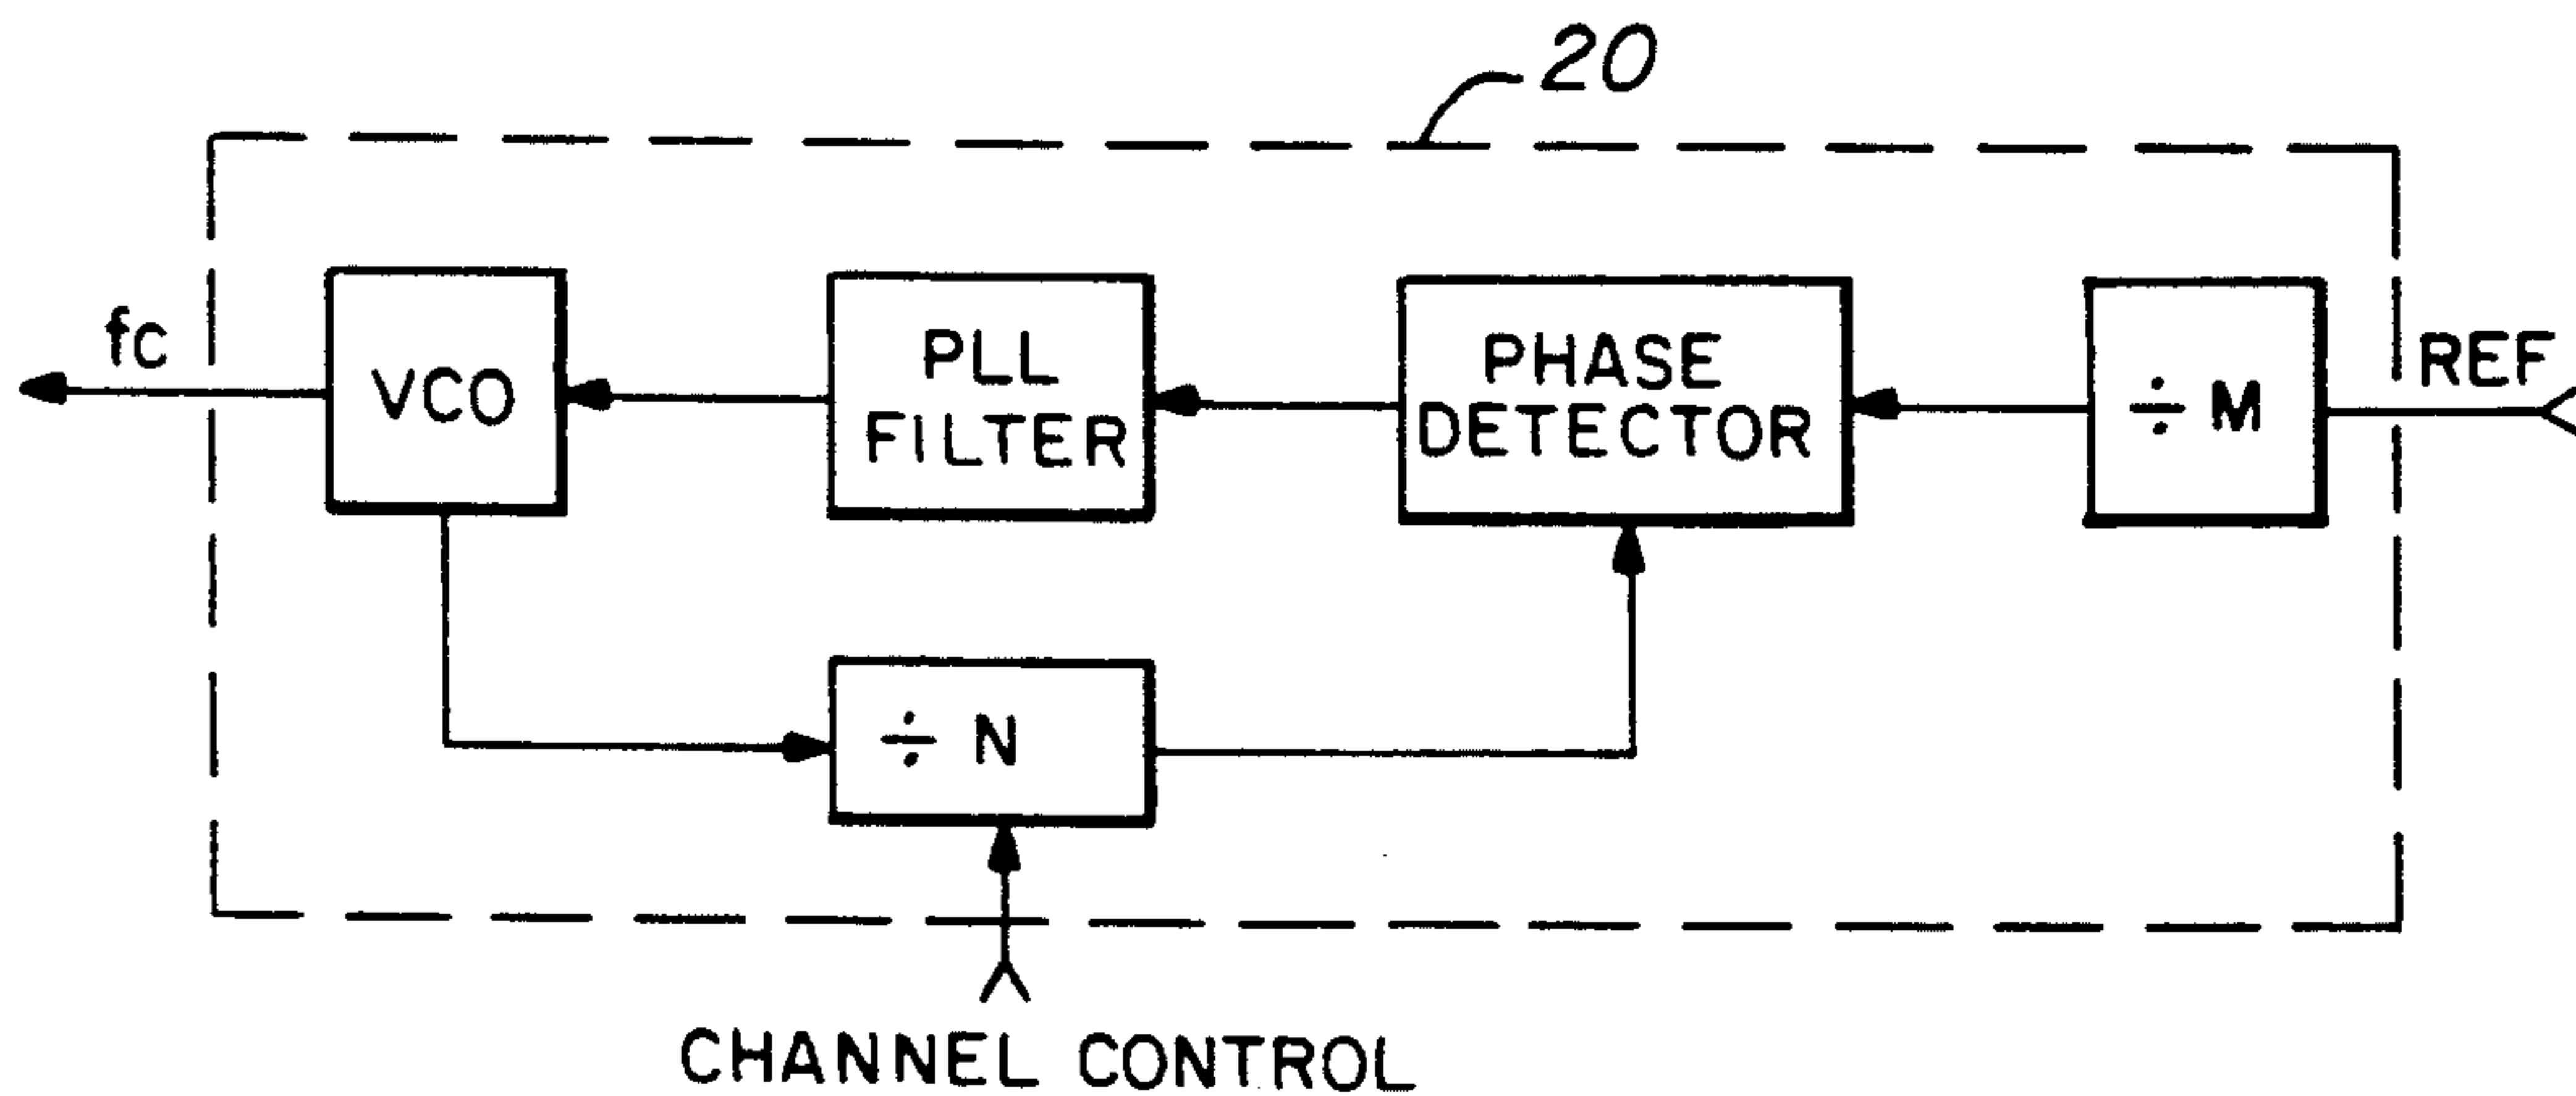 20
fc
VCO
PLL
FILTER
PHASE
DETECTOR
÷ M
REF
÷ N
CHANNEL CONTROL